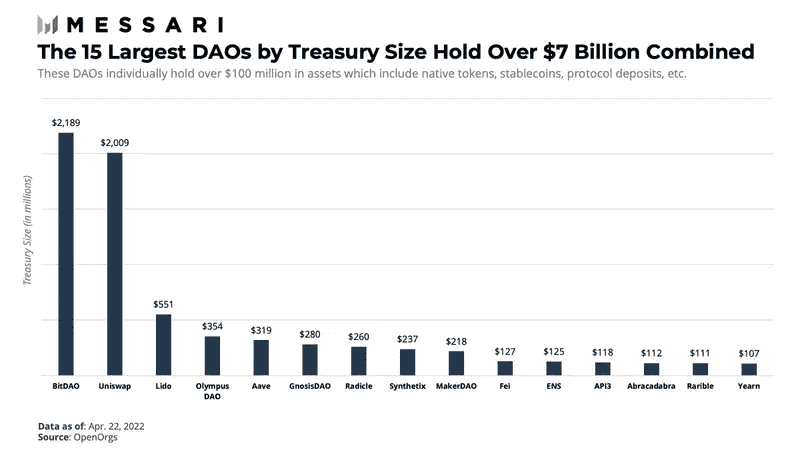 MESSARI
The 15 Largest DAOs by Treasury Size Hold Over $7 Billion Combined
These DAOs individually hold over $100 million in assets which include native tokens, stablecoins, protocol deposits, etc.
Treasury Size (in millions)
$2,189
$2,009
$551
$354
$319
$280
$260
$237
$218
$127
$125
$118
$112
$111
$107
BitDAO
Uniswap
Lido
Olympus
DAO
Aave
GnosisDAO
Radicle
Synthetix
MakerDAO
Fei
ENS
API3
Abracadabra
Rarible
Yearn
Data as of: Apr. 22, 2022
Source: OpenOrgs